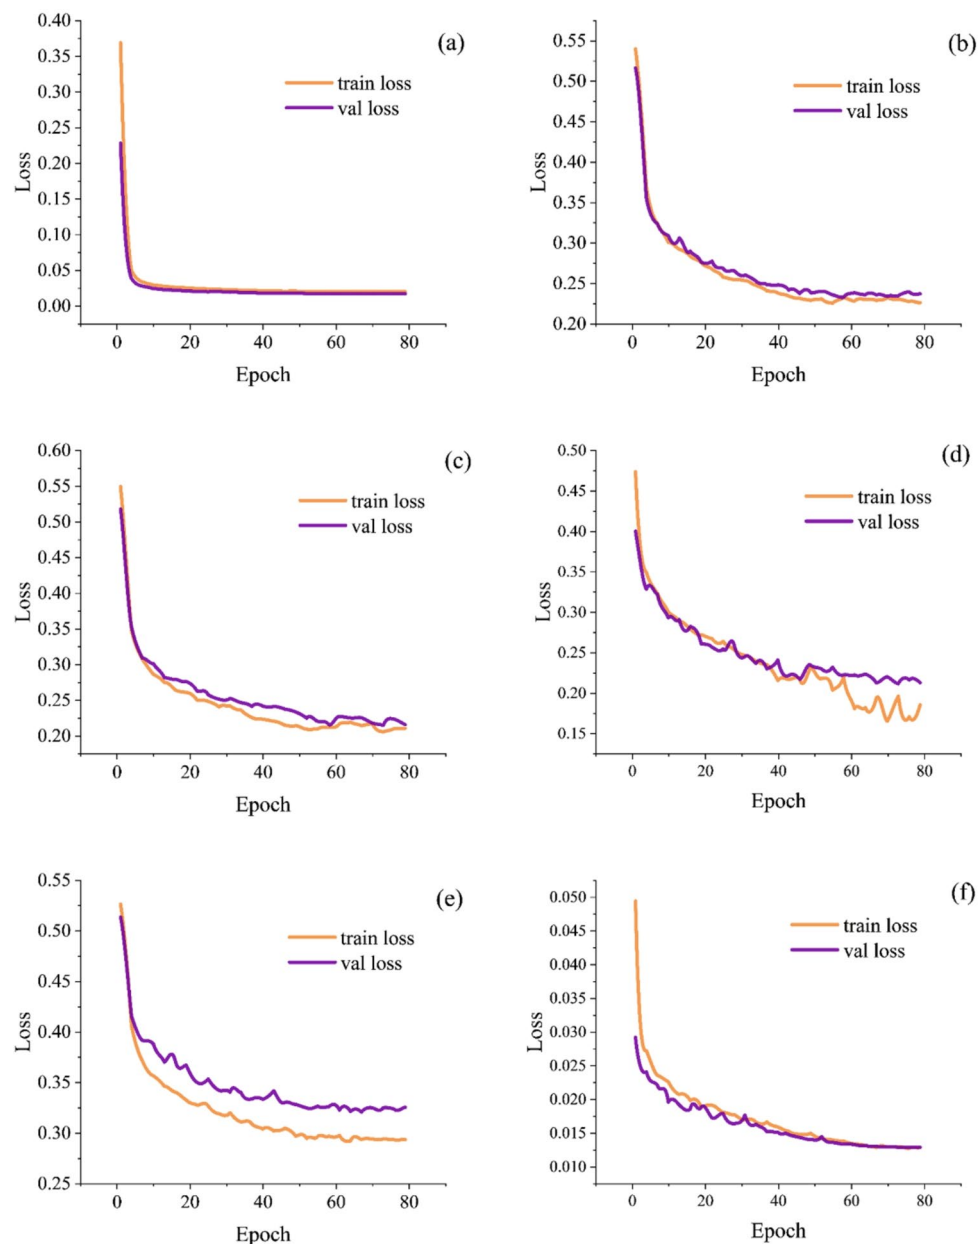 (a)
0.40
0.35
0.30
0.25
0.20
0.15
0.10
0.05
0.00
Loss
train loss
val loss
0 20 40 60 80
Epoch
(b)
0.55
0.50
0.45
0.40
0.35
0.30
0.25
0.20
Loss
train loss
val loss
0 20 40 60 80
Epoch
(c)
0.60
0.55
0.50
0.45
0.40
0.35
0.30
0.25
0.20
Loss
train loss
val loss
0 20 40 60 80
Epoch
(d)
0.50
0.45
0.40
0.35
0.30
0.25
0.20
0.15
Loss
train loss
val loss
0 20 40 60 80
Epoch
(e)
0.55
0.50
0.45
0.40
0.35
0.30
0.25
Loss
train loss
val loss
0 20 40 60 80
Epoch
(f)
0.050
0.045
0.040
0.035
0.030
0.025
0.020
0.015
0.010
Loss
train loss
val loss
0 20 40 60 80
Epoch